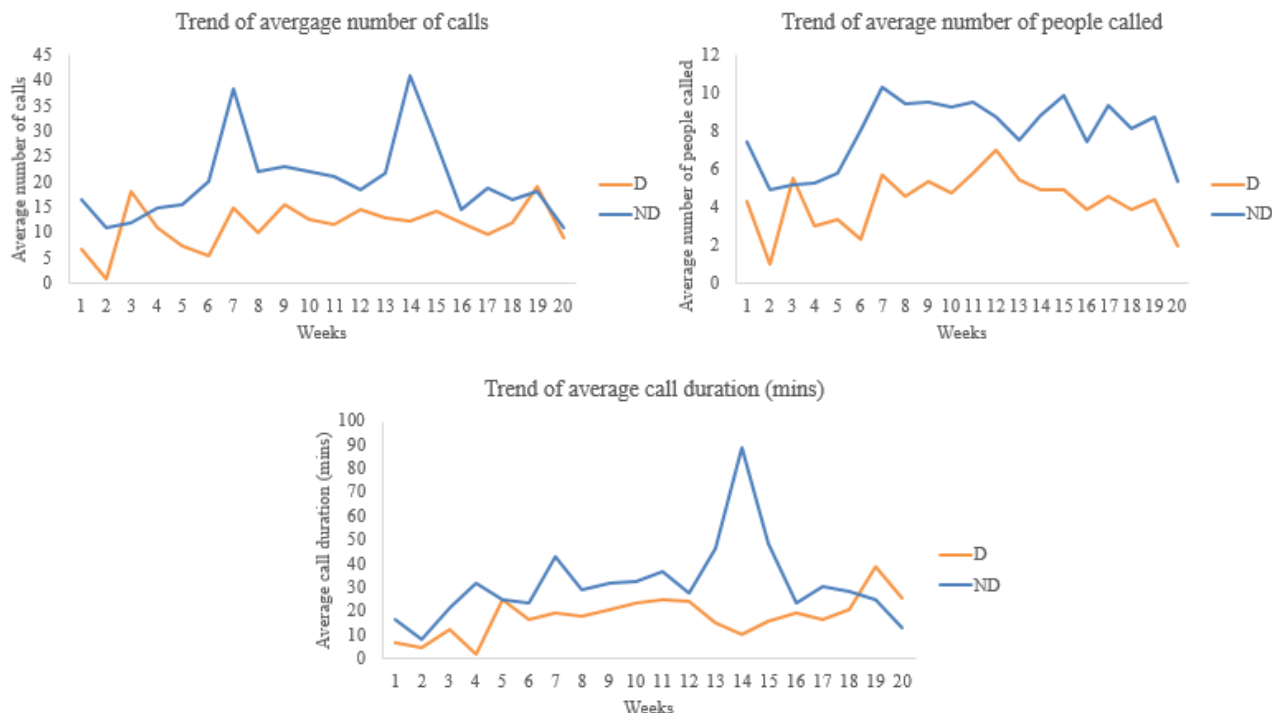 Trend of avergage number of calls
Average number of calls
45
40
35
30
25
20
15
10
5
0
1 2 3 4 5 6 7 8 9 10 11 12 13 14 15 16 17 18 19 20
Weeks
D
ND
Trend of average number of people called
Average number of people called
12
10
8
6
4
2
0
1 2 3 4 5 6 7 8 9 10 11 12 13 14 15 16 17 18 19 20
Weeks
D
ND
Trend of average call duration (mins)
Average call duration (mins)
100
90
80
70
60
50
40
30
20
10
0
1 2 3 4 5 6 7 8 9 10 11 12 13 14 15 16 17 18 19 20
Weeks
D
ND